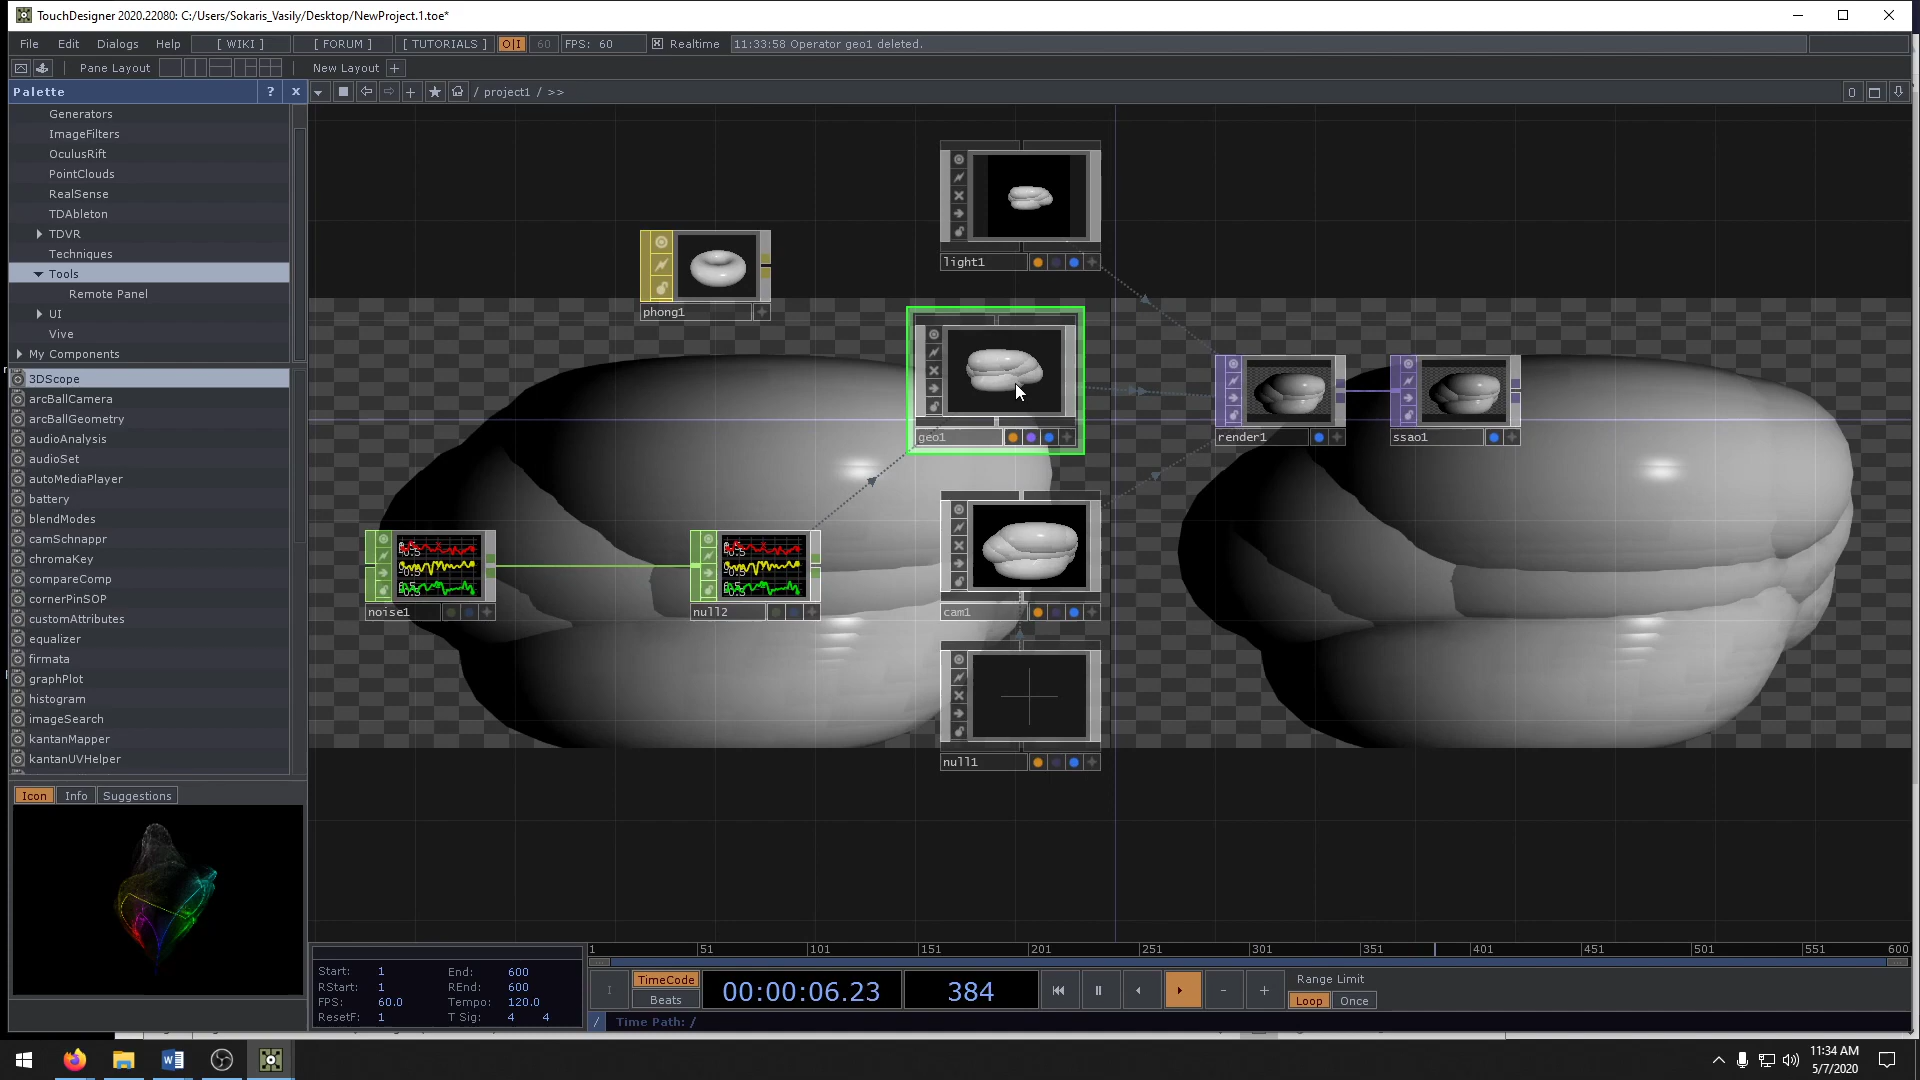 TouchDesigner 2020.22080: C:/Users/Sokaris_Vasily/Desktop/NewProject.1.toe*
File Edit Dialogs Help [ WIKI ] [ FORUM ] [ TUTORIALS ] O|I 60 FPS: 60 Realtime 11:33:58 Operator geo1 deleted.
Pane Layout New Layout +
Palette ? x / project1 / >> 0
Generators
ImageFilters
OculusRift
PointClouds
RealSense
TDAbleton
TDVR
Techniques
Tools
Remote Panel
UI
Vive
My Components
3DScope
arcBallCamera
arcBallGeometry
audioAnalysis
audioSet
autoMediaPlayer
battery
blendModes
camSchnappr
chromaKey
compareComp
cornerPinSOP
customAttributes
equalizer
firmata
graphPlot
histogram
imageSearch
kantanMapper
kantanUVHelper
Icon Info Suggestions
light1
phong1
geo1
render1
ssao1
noise1
null2
cam1
null1
1 51 101 151 201 251 301 351 401 451 501 551 600
Start: 1 End: 600
RStart: 1 REnd: 600
FPS: 60.0 Tempo: 120.0
ResetF: 1 T Sig: 4 4
TimeCode
Beats
00:00:06.23
384
- +
Range Limit
Loop Once
/ Time Path: /
11:34 AM
5/7/2020